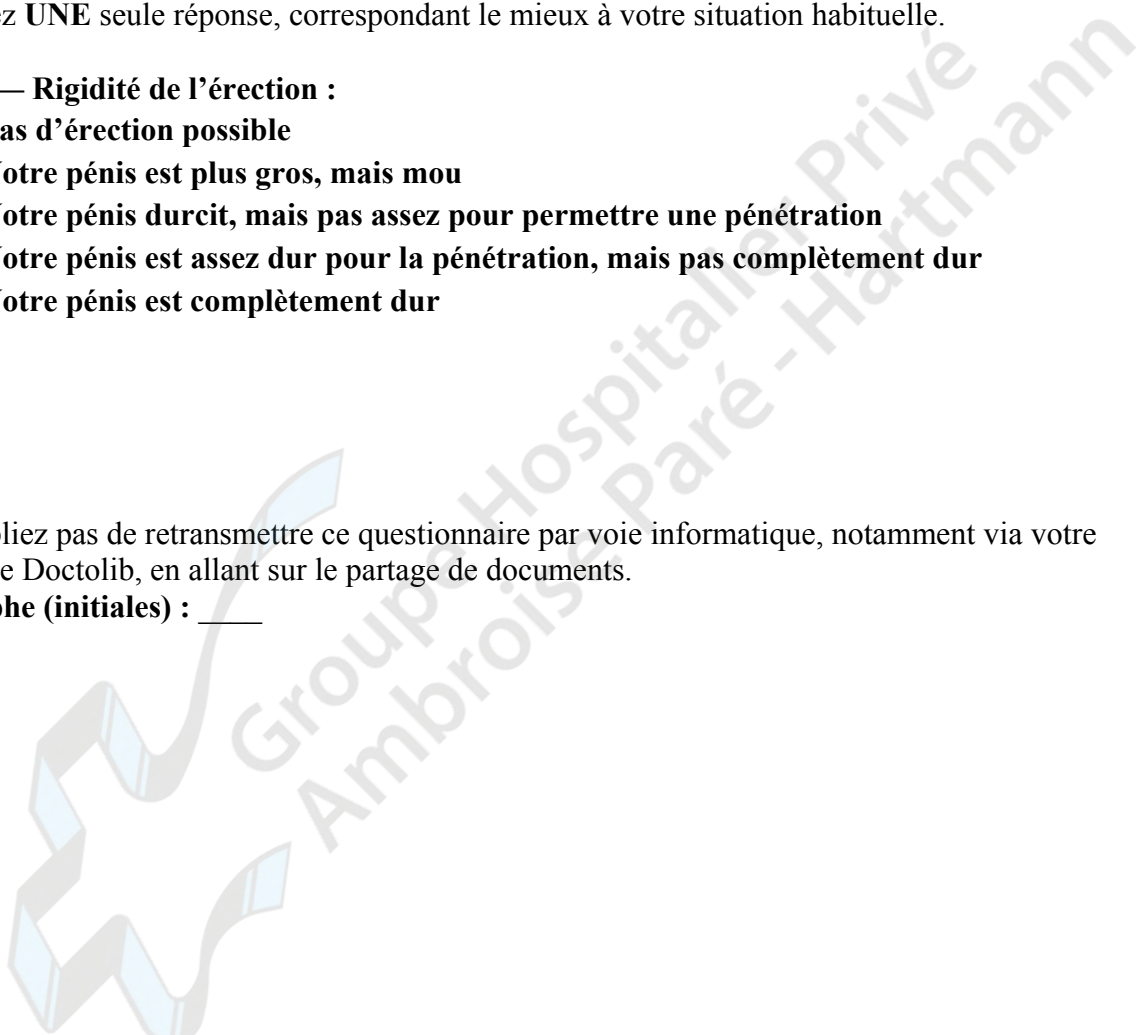 ez UNE seule réponse, correspondant le mieux à votre situation habituelle.
— Rigidité de l’érection :
as d’érection possible
otre pénis est plus gros, mais mou
otre pénis durcit, mais pas assez pour permettre une pénétration
otre pénis est assez dur pour la pénétration, mais pas complètement dur
otre pénis est complètement dur
liez pas de retransmettre ce questionnaire par voie informatique, notamment via votre
e Doctolib, en allant sur le partage de documents.
phe (initiales) : ____
Groupe Hospitalier Privé
Ambroise Paré - Hartmann